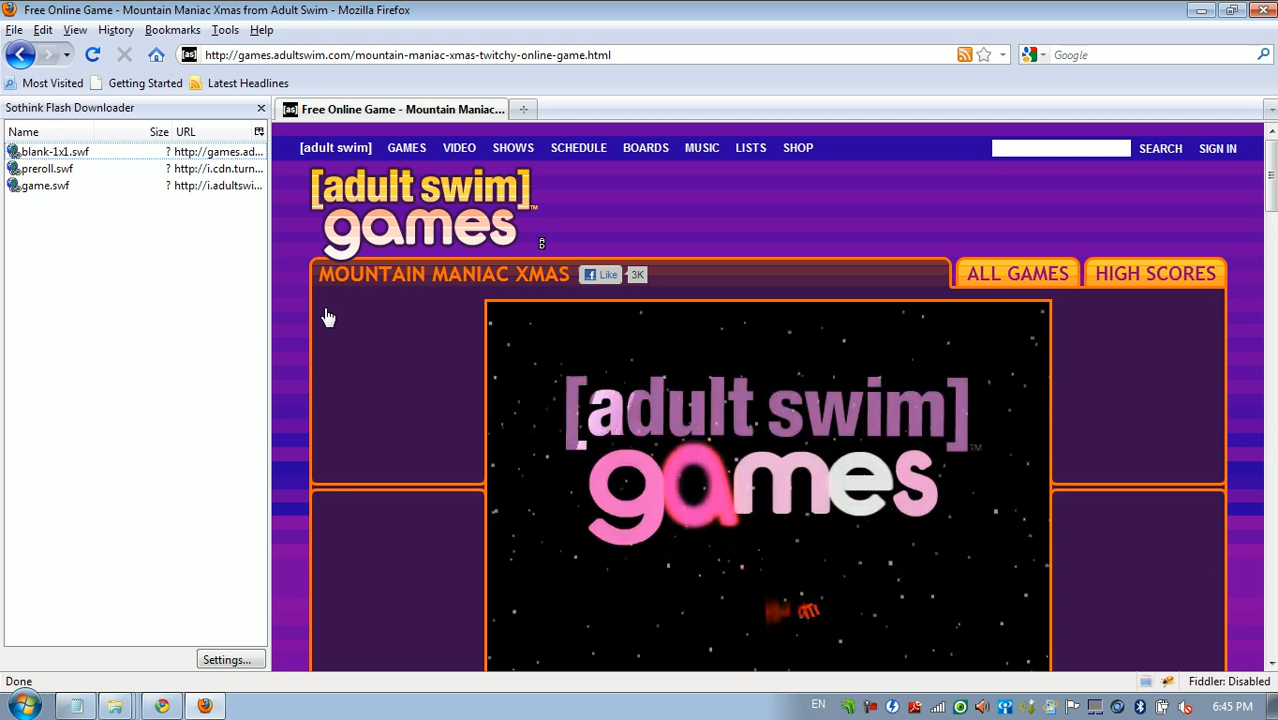 Free Online Game - Mountain Maniac Xmas from Adult Swim - Mozilla Firefox
File Edit View History Bookmarks Tools Help
[as] http://games.adultswim.com/mountain-maniac-xmas-twitchy-online-game.html Google
Most Visited Getting Started Latest Headlines
Sothink Flash Downloader
[as] Free Online Game - Mountain Maniac...
Name Size URL
blank-1x1.swf ? http://games.ad...
preroll.swf ? http://i.cdn.turn...
game.swf ? http://i.adultswi...
[adult swim] GAMES VIDEO SHOWS SCHEDULE BOARDS MUSIC LISTS SHOP SEARCH SIGN IN
[adult swim]™
games
MOUNTAIN MANIAC XMAS Like 3K ALL GAMES HIGH SCORES
[adult swim]™
games
Settings...
Done Fiddler: Disabled
EN 6:45 PM